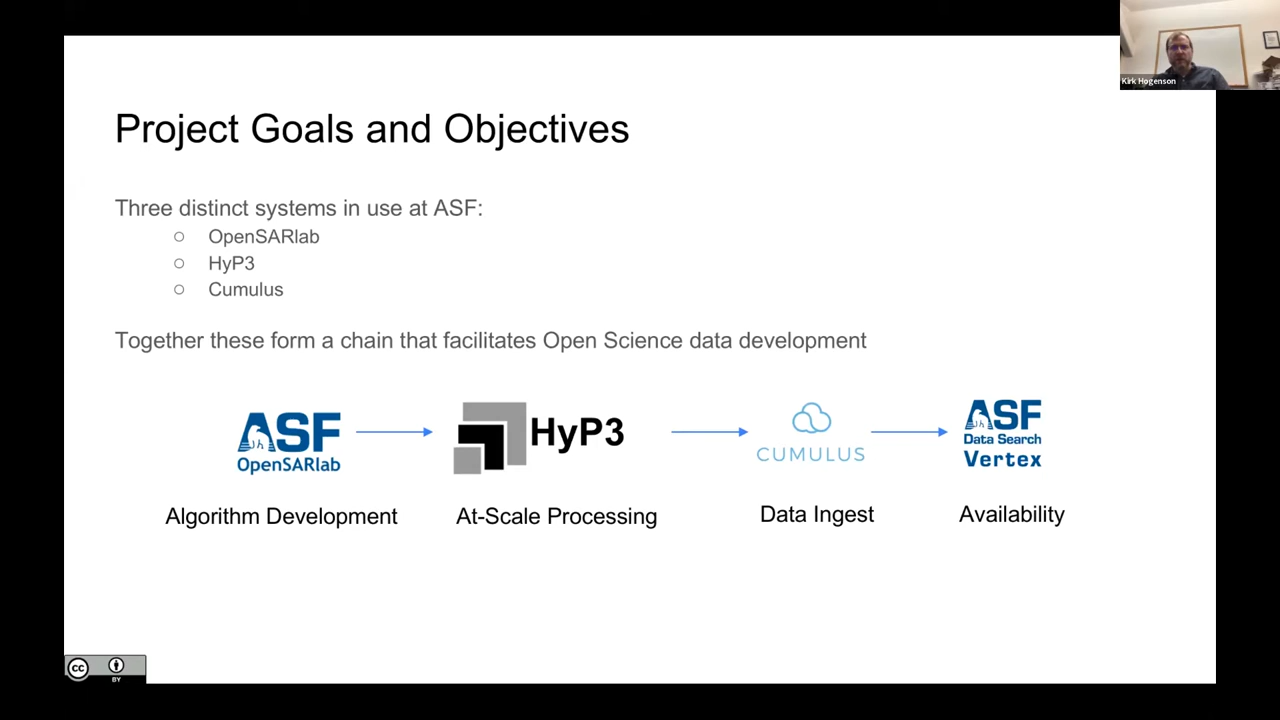 Kirk Hogenson
Project Goals and Objectives
Three distinct systems in use at ASF:
OpenSARlab
HyP3
Cumulus
Together these form a chain that facilitates Open Science data development
ASF
OpenSARlab
HyP3
CUMULUS
ASF
Data Search
Vertex
Algorithm Development
At-Scale Processing
Data Ingest
Availability
cc
BY